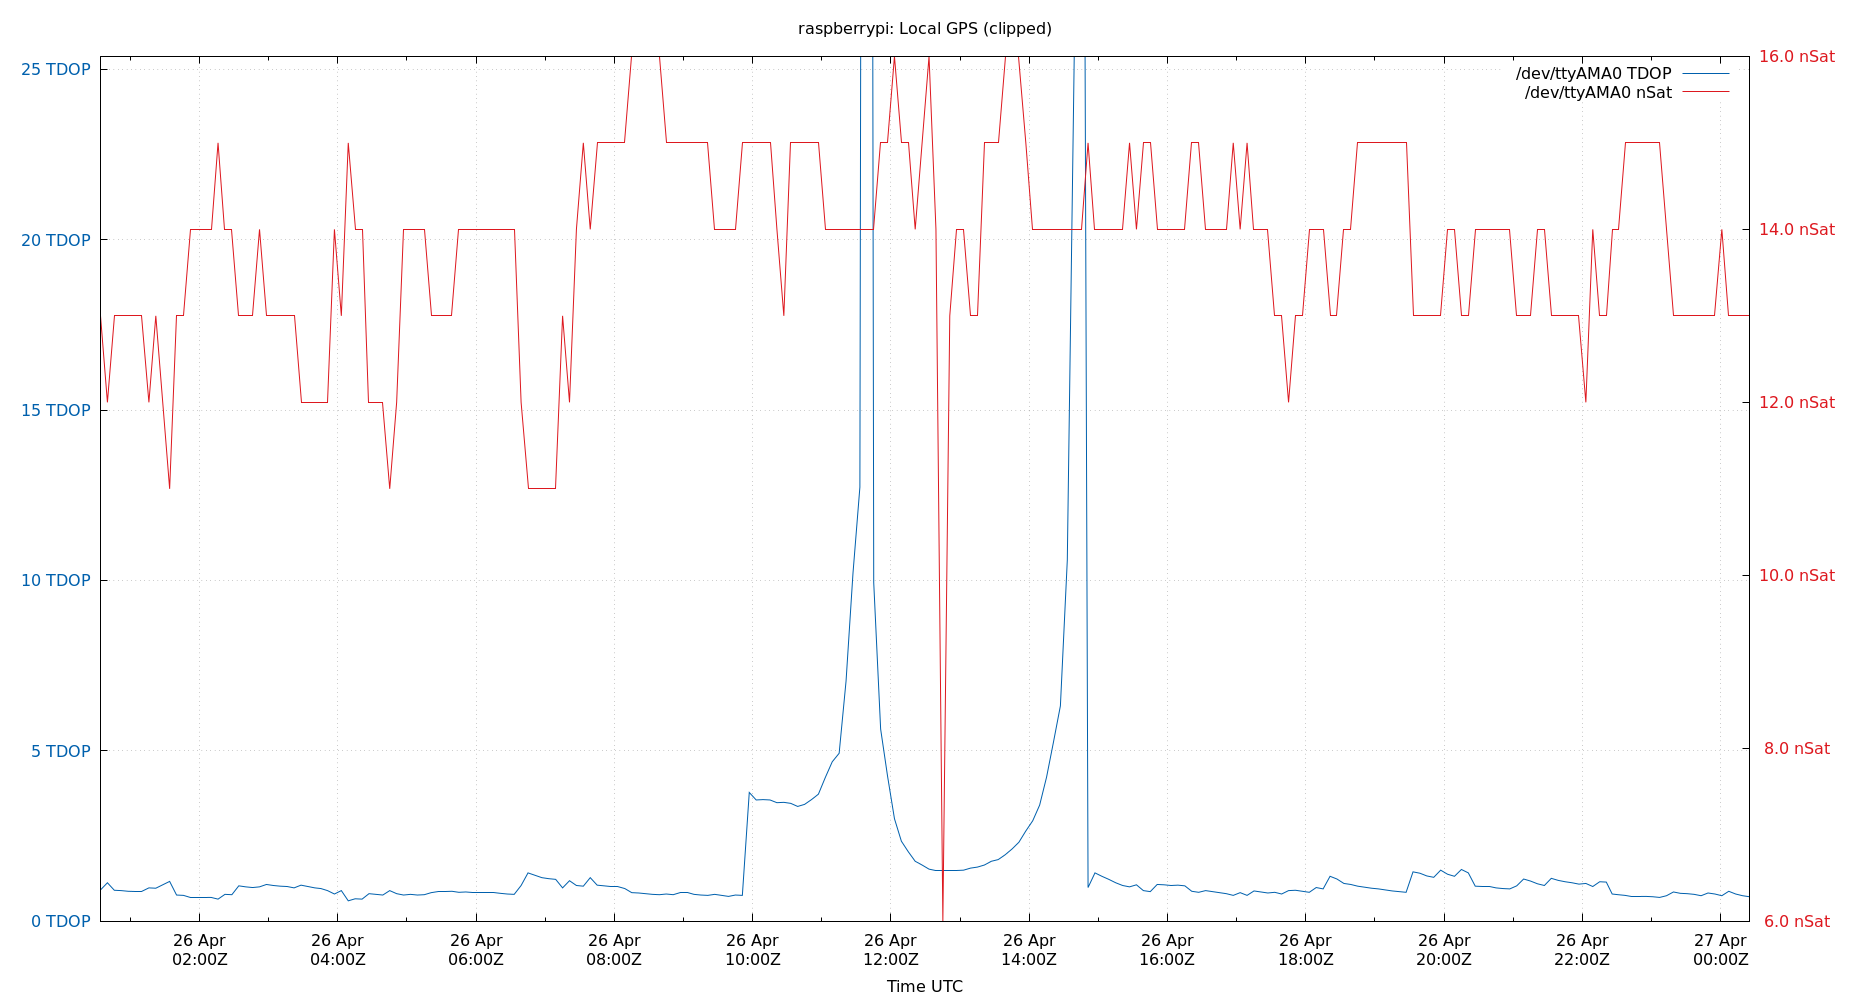 raspberrypi: Local GPS (clipped)
/dev/ttyAMA0 TDOP
/dev/ttyAMA0 nSat
25 TDOP
20 TDOP
15 TDOP
10 TDOP
5 TDOP
0 TDOP
16.0 nSat
14.0 nSat
12.0 nSat
10.0 nSat
8.0 nSat
6.0 nSat
26 Apr
02:00Z
26 Apr
04:00Z
26 Apr
06:00Z
26 Apr
08:00Z
26 Apr
10:00Z
26 Apr
12:00Z
26 Apr
14:00Z
26 Apr
16:00Z
26 Apr
18:00Z
26 Apr
20:00Z
26 Apr
22:00Z
27 Apr
00:00Z
Time UTC